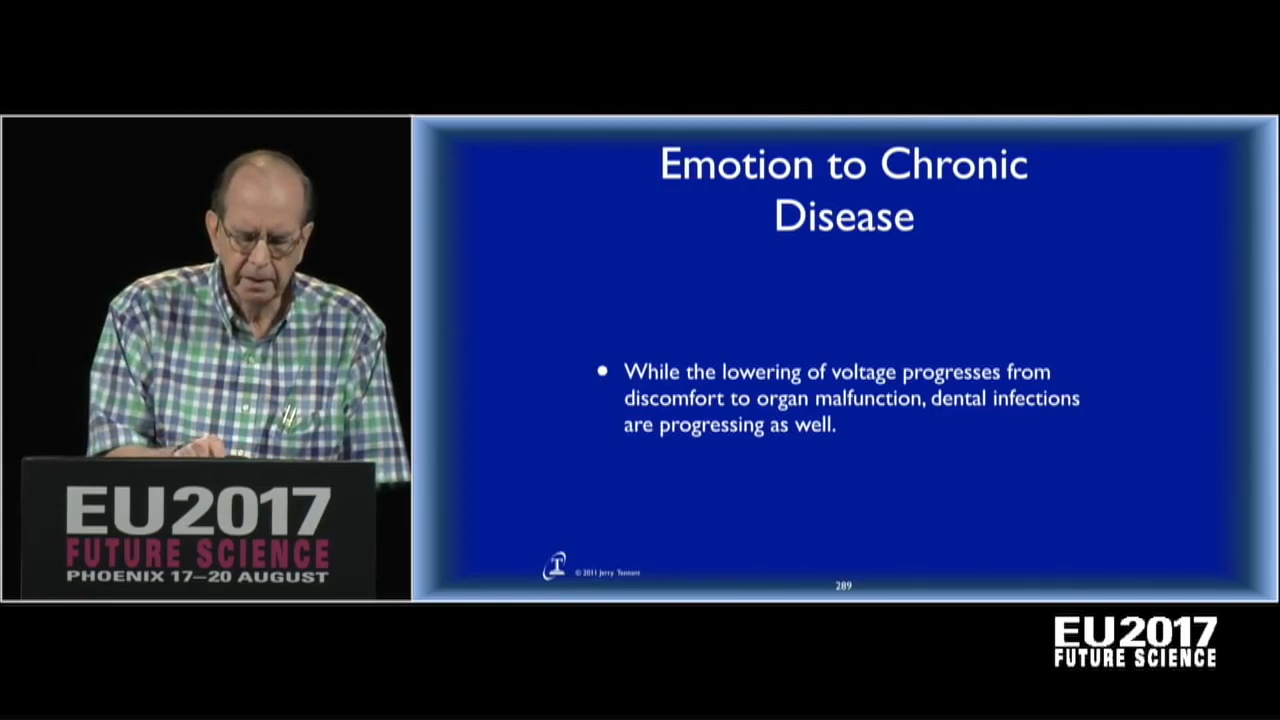 Emotion to Chronic
Disease
While the lowering of voltage progresses from
discomfort to organ malfunction, dental infections
are progressing as well.
T
© 2011 Jerry Tennant
289
EU2017
FUTURE SCIENCE
PHOENIX 17–20 AUGUST
EU2017
FUTURE SCIENCE